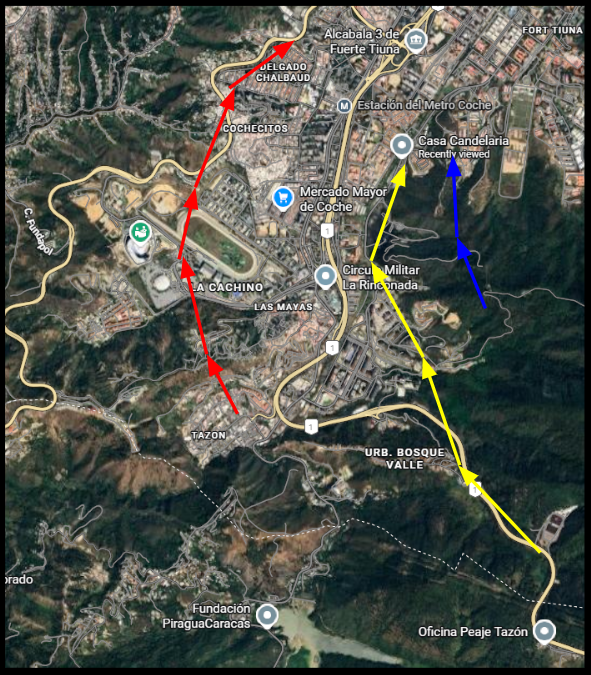 Alcabala 3 de
Fuerte Tiuna
FORT TIUNA
DELGADO
CHALBAUD
M
Estación del Metro Coche
COCHECITOS
Casa Candelaria
Recently viewed
Mercado Mayor
de Coche
C. Fundapol
1
Circulo Militar
La Rinconada
LA CACHINO
LAS MAYAS
1
TAZON
1
URB. BOSQUE
VALLE
1
orado
Fundación
PiraguaCaracas
Oficina Peaje Tazón